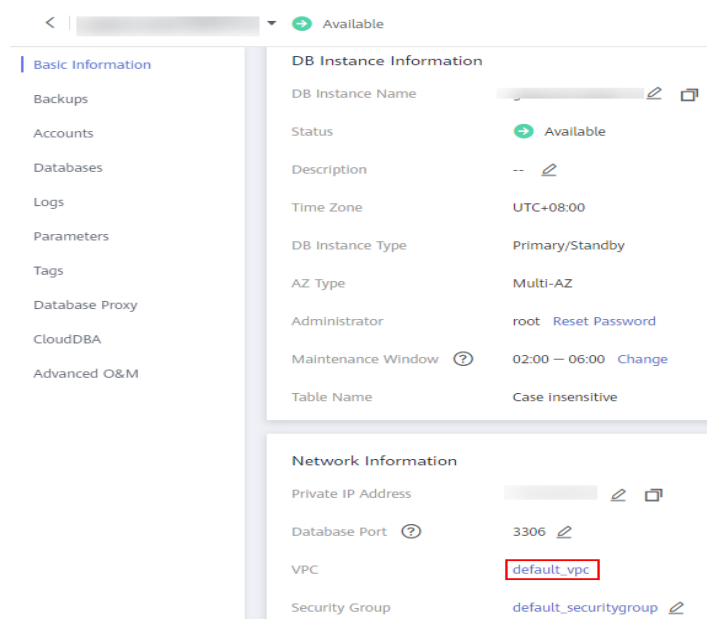 Available
Basic Information
Backups
Accounts
Databases
Logs
Parameters
Tags
Database Proxy
CloudDBA
Advanced O&M
DB Instance Information
DB Instance Name
Status Available
Description --
Time Zone UTC+08:00
DB Instance Type Primary/Standby
AZ Type Multi-AZ
Administrator root Reset Password
Maintenance Window ? 02:00 — 06:00 Change
Table Name Case insensitive
Network Information
Private IP Address
Database Port ? 3306
VPC default_vpc
Security Group default_securitygroup